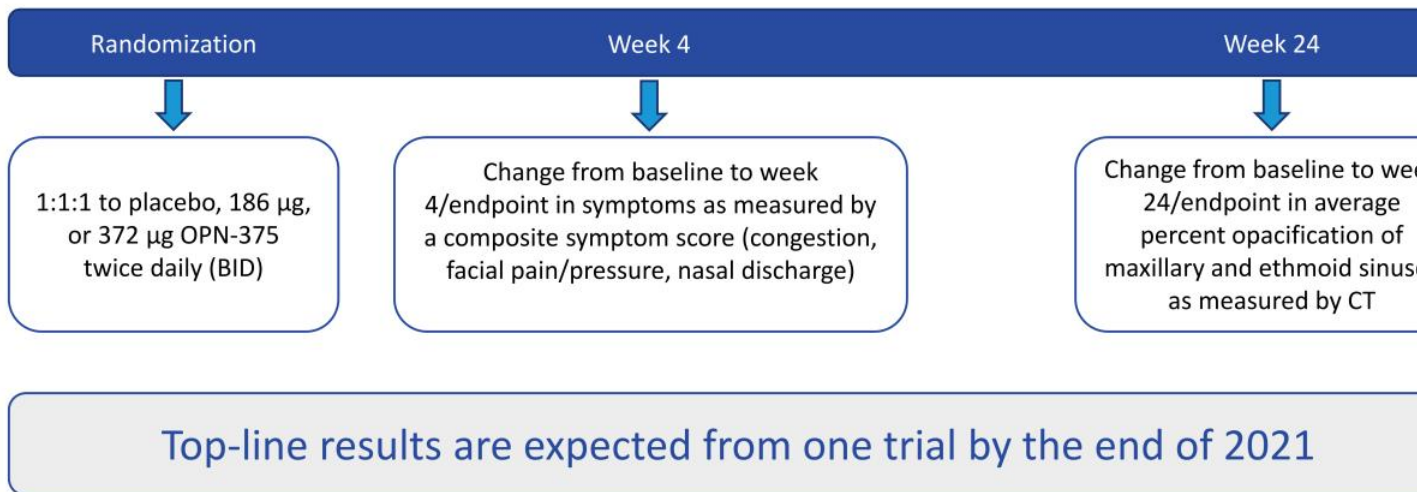 Randomization
Week 4
Week 24
1:1:1 to placebo, 186 µg,
or 372 µg OPN-375
twice daily (BID)
Change from baseline to week
4/endpoint in symptoms as measured by
a composite symptom score (congestion,
facial pain/pressure, nasal discharge)
Change from baseline to
24/endpoint in average
percent opacification of
maxillary and ethmoid
as measured by CT
Top-line results are expected from one trial by the end of 2021